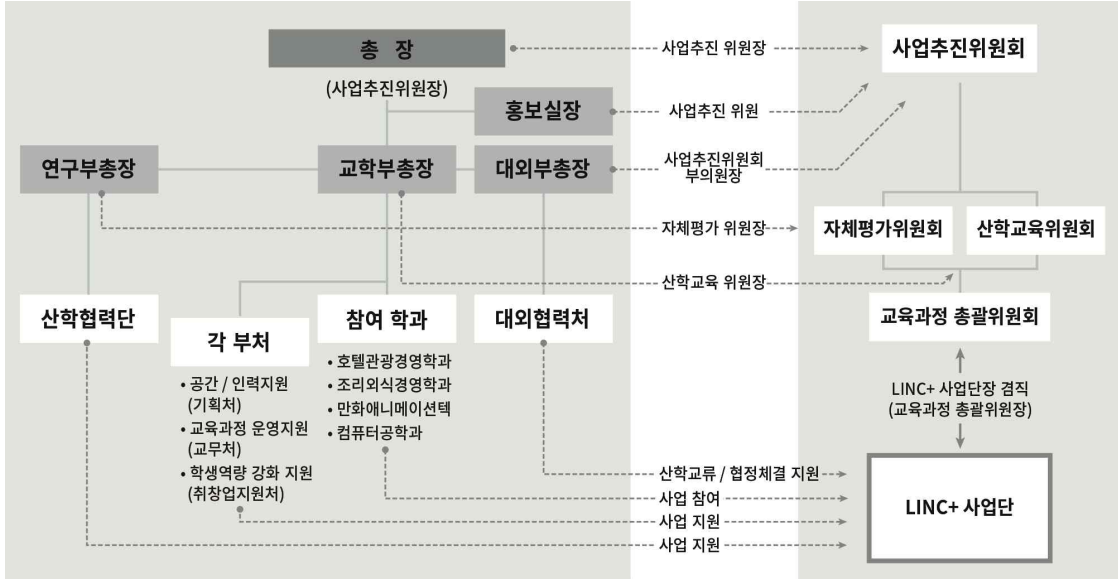 총 장
(사업추진위원장)
홍보실장
연구부총장
교학부총장
대외부총장
산학협력단
각 부처
• 공간 / 인력지원
(기획처)
• 교육과정 운영지원
(교무처)
• 학생역량 강화 지원
(취창업지원처)
참여 학과
• 호텔관광경영학과
• 조리외식경영학과
• 만화애니메이션텍
• 컴퓨터공학과
대외협력처
사업추진 위원장
사업추진 위원
사업추진위원회
부의원장
자체평가 위원장
산학교육 위원장
산학교류 / 협정체결 지원
사업 참여
사업 지원
사업 지원
사업추진위원회
자체평가위원회
산학교육위원회
교육과정 총괄위원회
LINC+ 사업단장 겸직
(교육과정 총괄위원장)
LINC+ 사업단